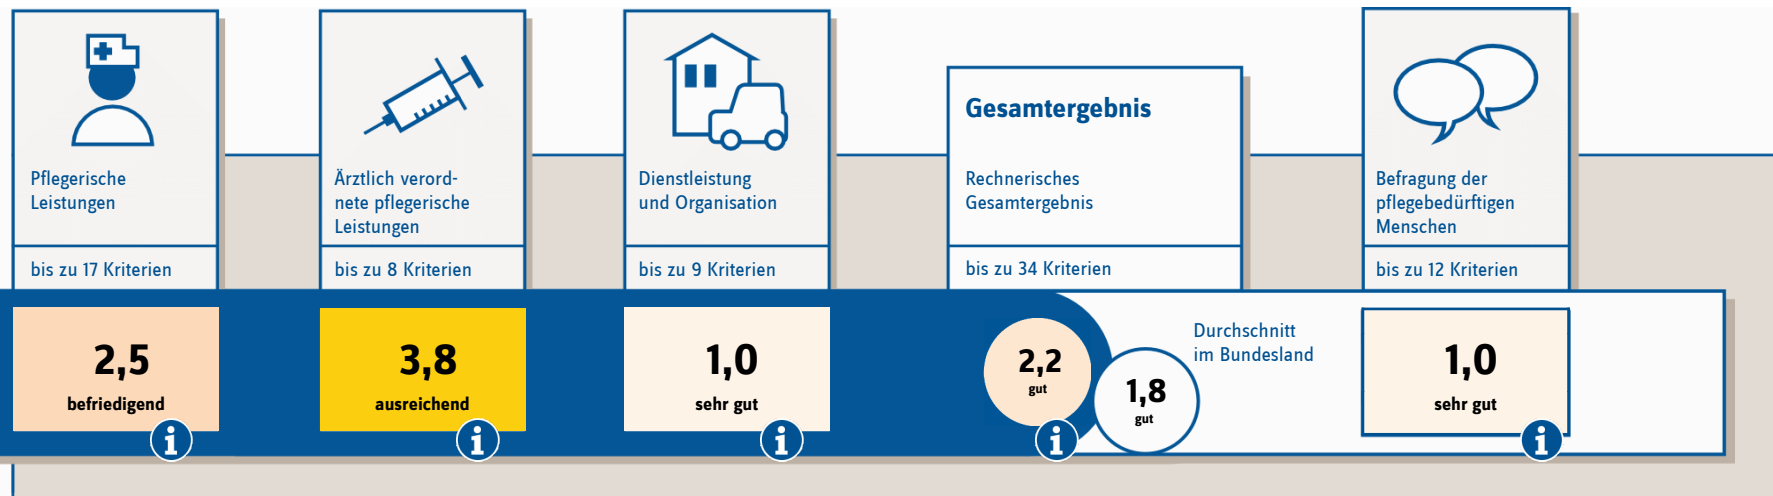 Pflegerische
Leistungen
bis zu 17 Kriterien
2,5
befriedigend
i
Ärztlich verord-
nete pflegerische
Leistungen
bis zu 8 Kriterien
3,8
ausreichend
i
Dienstleistung
und Organisation
bis zu 9 Kriterien
1,0
sehr gut
i
Gesamtergebnis
Rechnerisches
Gesamtergebnis
bis zu 34 Kriterien
2,2
gut
i
1,8
gut
Durchschnitt
im Bundesland
Befragung der
pflegebedürftigen
Menschen
bis zu 12 Kriterien
1,0
sehr gut
i